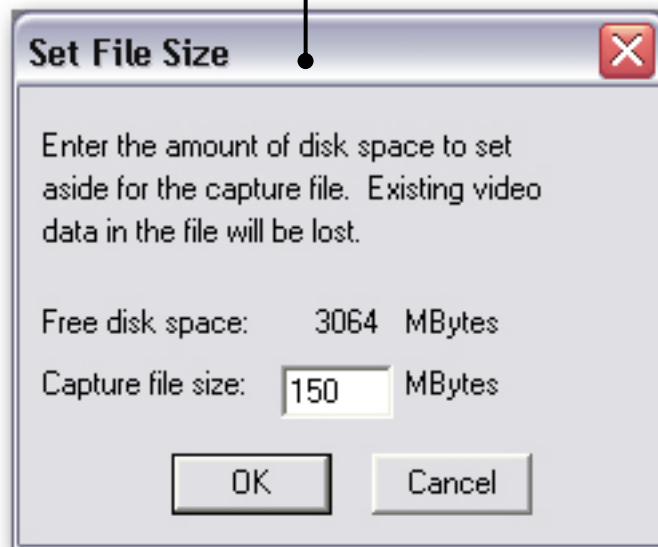 Set File Size
Enter the amount of disk space to set
aside for the capture file.  Existing video
data in the file will be lost.
Free disk space: 3064 MBytes
Capture file size: 150 MBytes
OK Cancel